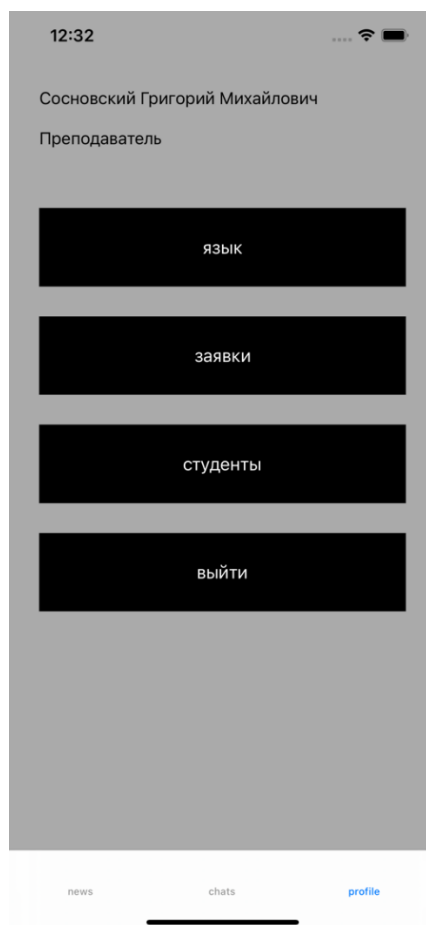 12:32
Сосновский Григорий Михайлович
Преподаватель
язык
заявки
студенты
выйти
news chats profile